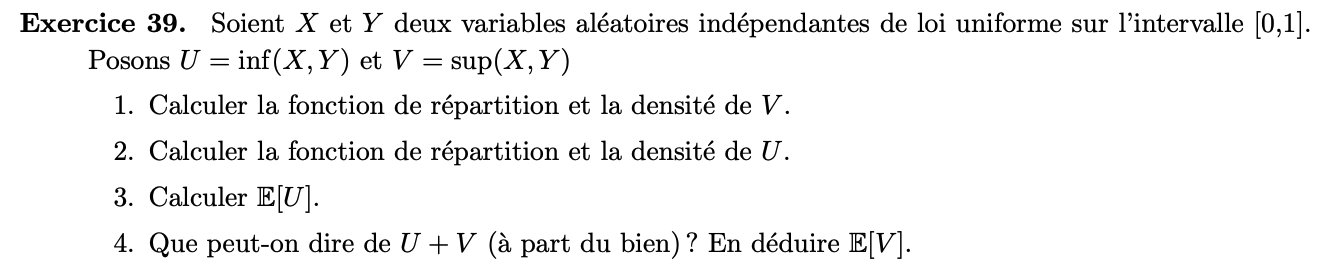 Exercice 39. Soient X et Y deux variables aléatoires indépendantes de loi uniforme sur l'intervalle [0,1].
Posons U = inf(X, Y) et V = sup(X, Y)
1. Calculer la fonction de répartition et la densité de V.
2. Calculer la fonction de répartition et la densité de U.
3. Calculer 𝔼[U].
4. Que peut-on dire de U + V (à part du bien) ? En déduire 𝔼[V].